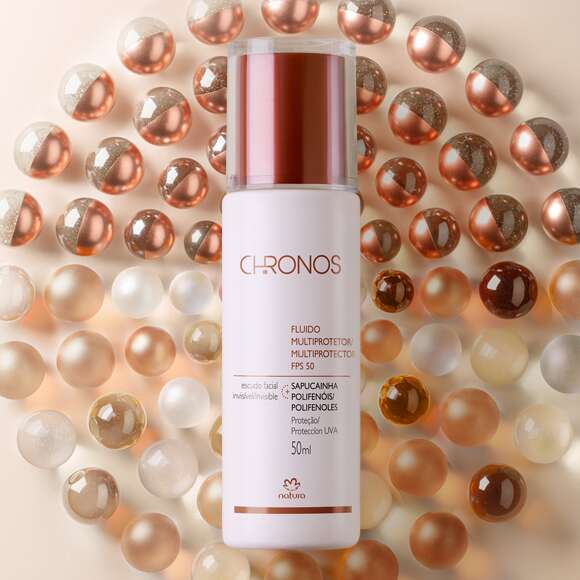 CHRONOS
FLUIDO
MULTIPROTETOR/
MULTIPROTECTOR
FPS 50
escudo facial
invisível/invisible
SAPUCAINHA
POLIFENÓIS/
POLIFENOLES
Proteção/
Protección UVA
50ml
natura